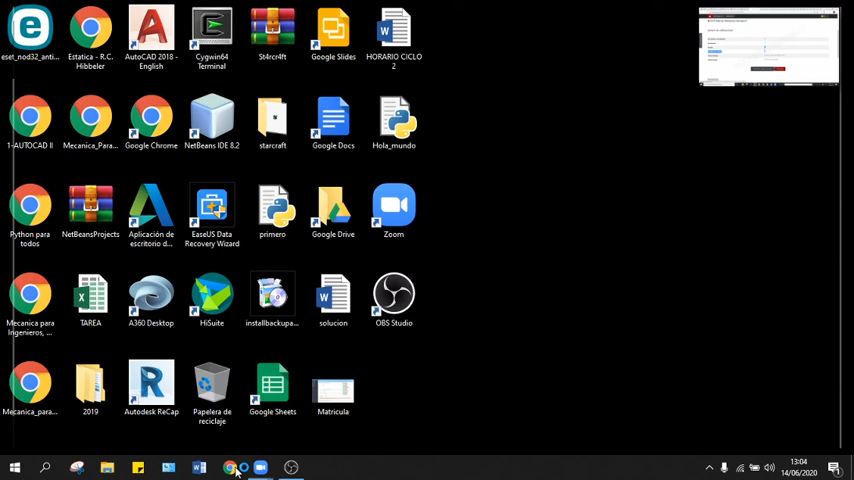 eset_nod32_anti...
Estatica - R.C.
Hibbeler
AutoCAD 2018 -
English
Cygwin64
Terminal
St4rcr4ft
Google Slides
HORARIO CICLO
2
1-AUTOCAD II
Mecanica_Para...
Google Chrome
NetBeans IDE 8.2
starcraft
Google Docs
Hola_mundo
Python para
todos
NetBeansProjects
Aplicación de
escritorio d...
EaseUS Data
Recovery Wizard
primero
Google Drive
Zoom
Mecanica para
Ingenieros, ...
TAREA
A360 Desktop
HiSuite
installbackupa...
solucion
OBS Studio
Mecanica_para...
2019
Autodesk ReCap
Papelera de
reciclaje
Google Sheets
Matricula
13:04
14/06/2020